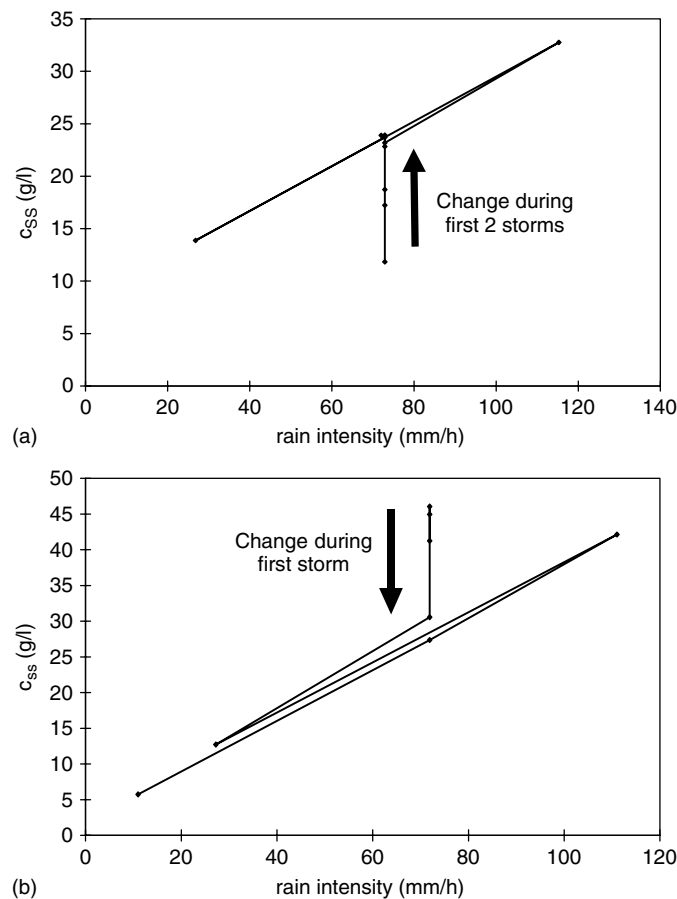 35
30
25
20
15
10
5
0
c_SS (g/l)
Change during
first 2 storms
0 20 40 60 80 100 120 140
(a)
rain intensity (mm/h)
50
45
40
35
30
25
20
15
10
5
0
c_ss (g/l)
Change during
first storm
0 20 40 60 80 100 120
(b)
rain intensity (mm/h)